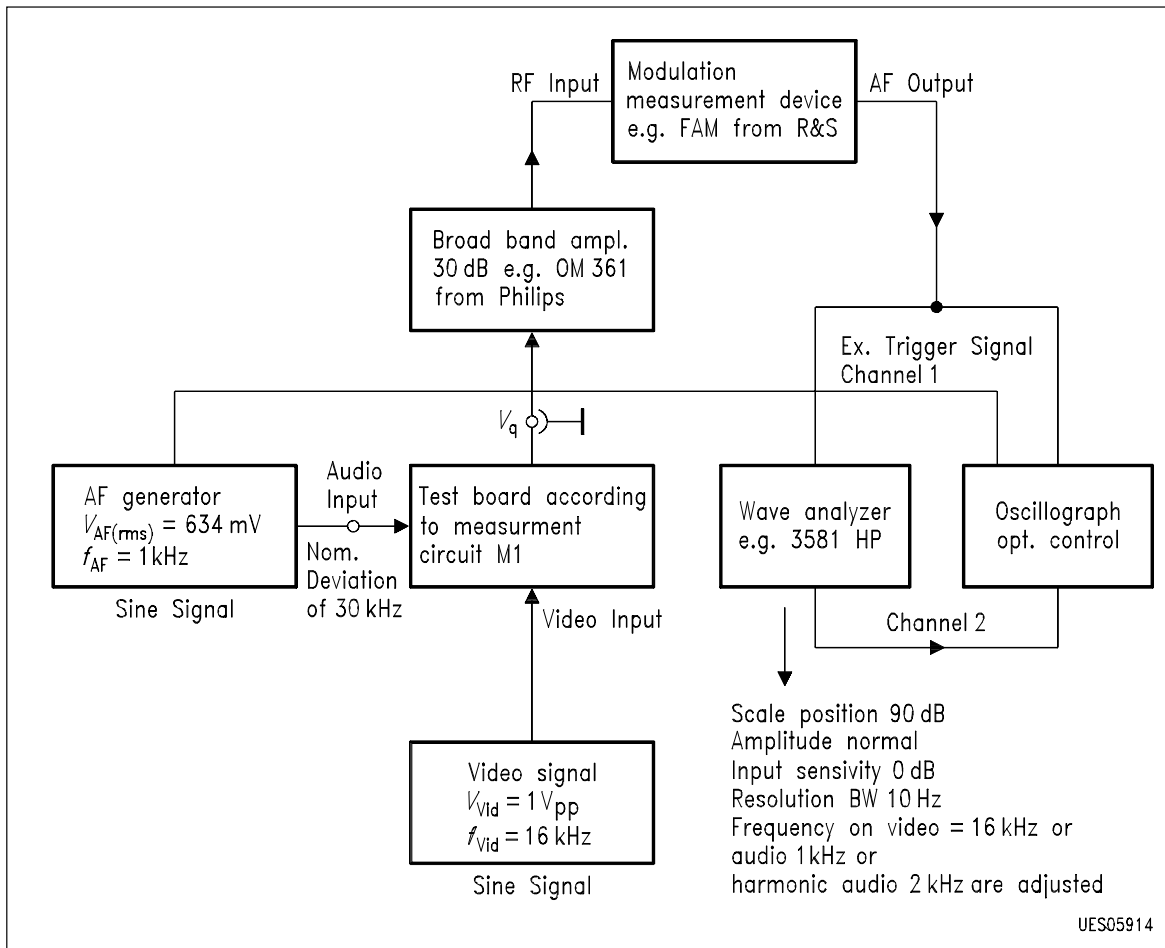 Modulation
measurement device
e.g. FAM from R&S
RF Input
AF Output
Broad band ampl.
30 dB e.g. OM 361
from Philips
Ex. Trigger Signal
Channel 1
Vq
AF generator
VAF(rms) = 634 mV
fAF = 1 kHz
Sine Signal
Audio
Input
Nom.
Deviation
of 30 kHz
Test board according
to measurment
circuit M1
Wave analyzer
e.g. 3581 HP
Oscillograph
opt. control
Video Input
Channel 2
Video signal
VVid = 1 Vpp
fVid = 16 kHz
Sine Signal
Scale position 90 dB
Amplitude normal
Input sensivity 0 dB
Resolution BW 10 Hz
Frequency on video = 16 kHz or
audio 1 kHz or
harmonic audio 2 kHz are adjusted
UES05914